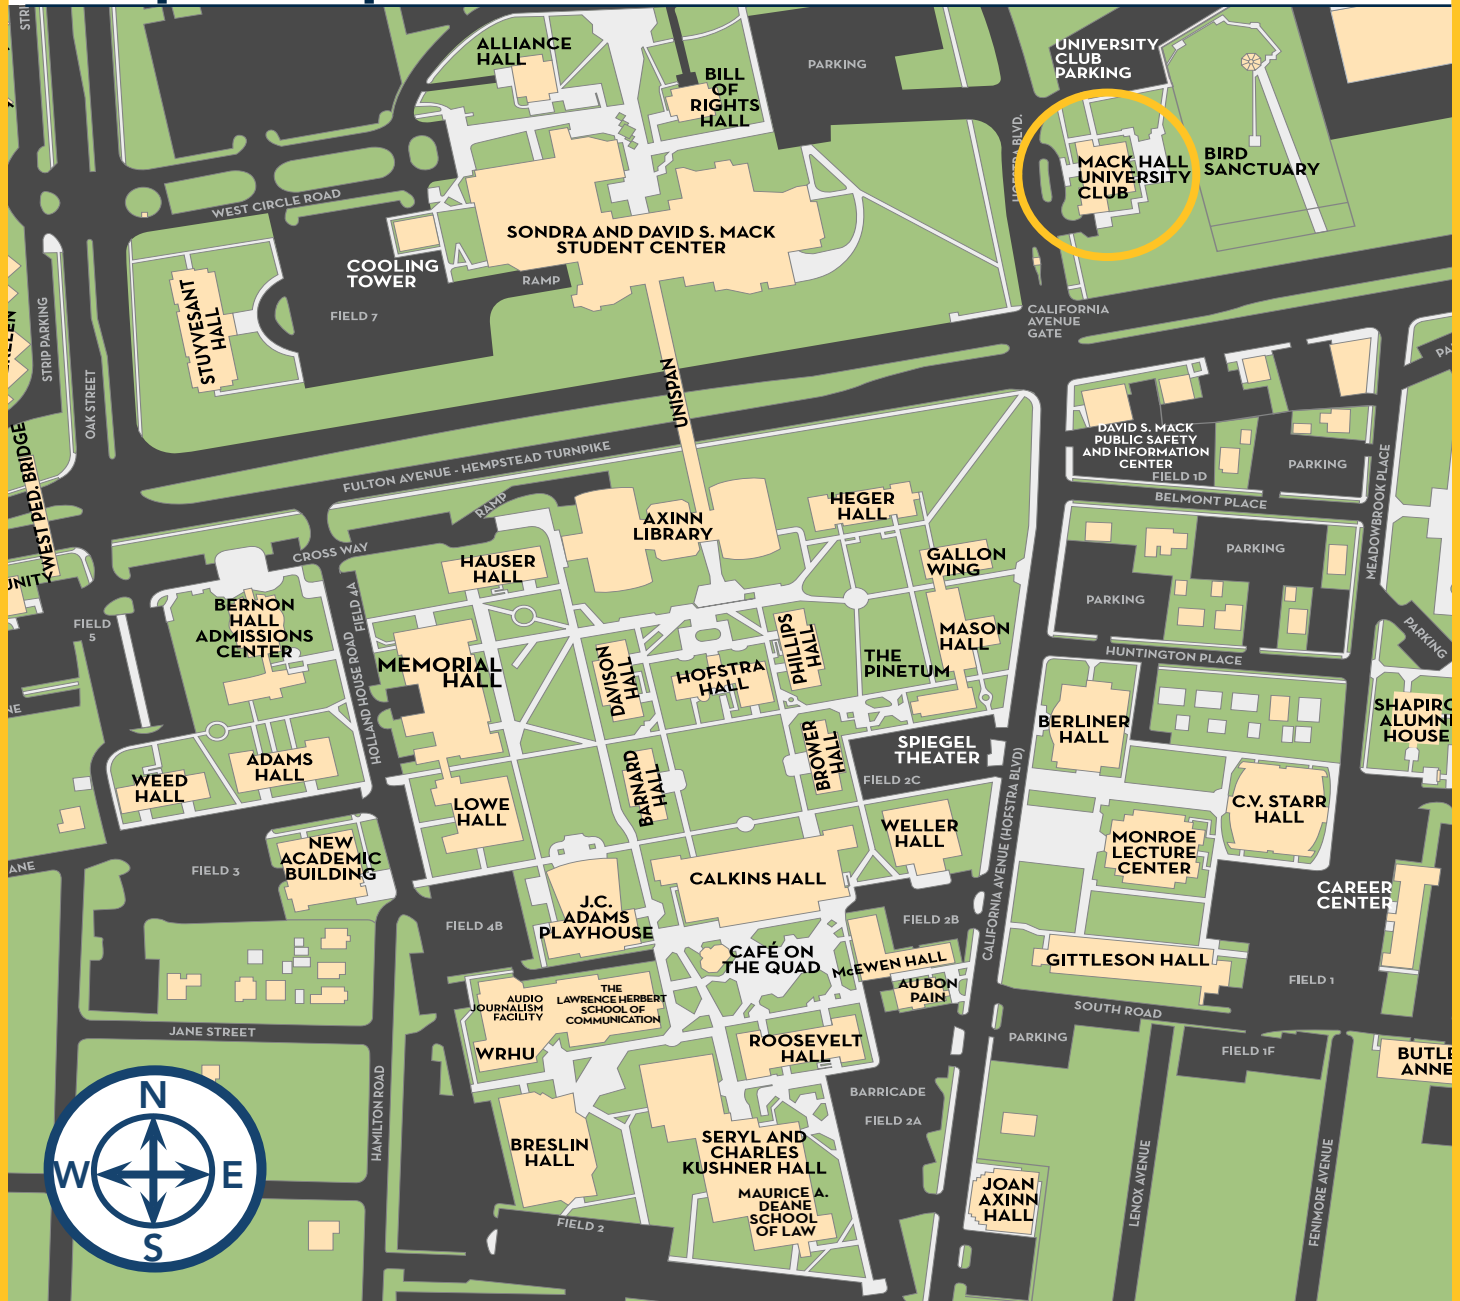 ALLIANCE
HALL
BILL
OF
RIGHTS
HALL
PARKING
UNIVERSITY
CLUB
PARKING
HOFSTRA BLVD.
MACK HALL
UNIVERSITY
CLUB
BIRD
SANCTUARY
WEST CIRCLE ROAD
SONDRA AND DAVID S. MACK
STUDENT CENTER
COOLING
TOWER
RAMP
FIELD 7
STUYVESANT
HALL
STRIP PARKING
OAK STREET
CALIFORNIA
AVENUE
GATE
UNISPAN
WEST PED. BRIDGE
FULTON AVENUE - HEMPSTEAD TURNPIKE
DAVID S. MACK
PUBLIC SAFETY
AND INFORMATION
CENTER
FIELD 1D
PARKING
BELMONT PLACE
MEADOWBROOK PLACE
RAMP
AXINN
LIBRARY
HEGER
HALL
CROSS WAY
HAUSER
HALL
GALLON
WING
PARKING
PARKING
PARKING
UNITY
FIELD
5
BERNON
HALL
ADMISSIONS
CENTER
FIELD 4A
HOLLAND HOUSE ROAD
MEMORIAL
HALL
DAVISON
HALL
HOFSTRA
HALL
PHILLIPS
HALL
THE
PINETUM
MASON
HALL
HUNTINGTON PLACE
BERLINER
HALL
SHAPIRO
ALUMNI
HOUSE
WEED
HALL
ADAMS
HALL
LOWE
HALL
BARNARD
HALL
BROWER
HALL
SPIEGEL
THEATER
FIELD 2C
CALIFORNIA AVENUE (HOFSTRA BLVD)
C.V. STARR
HALL
WELLER
HALL
MONROE
LECTURE
CENTER
NEW
ACADEMIC
BUILDING
FIELD 3
ANE
CALKINS HALL
CAREER
CENTER
J.C.
ADAMS
PLAYHOUSE
FIELD 4B
FIELD 2B
CAFÉ ON
THE QUAD
McEWEN HALL
GITTLESON HALL
AU BON
PAIN
FIELD 1
AUDIO
JOURNALISM
FACILITY
THE
LAWRENCE HERBERT
SCHOOL OF
COMMUNICATION
SOUTH ROAD
JANE STREET
WRHU
ROOSEVELT
HALL
PARKING
FIELD 1F
BUTLE
ANNE
BARRICADE
FIELD 2A
HAMILTON ROAD
N
W
E
S
BRESLIN
HALL
SERYL AND
CHARLES
KUSHNER HALL
MAURICE A.
DEANE
SCHOOL
OF LAW
FIELD 2
JOAN
AXINN
HALL
LENOX AVENUE
FENIMORE AVENUE